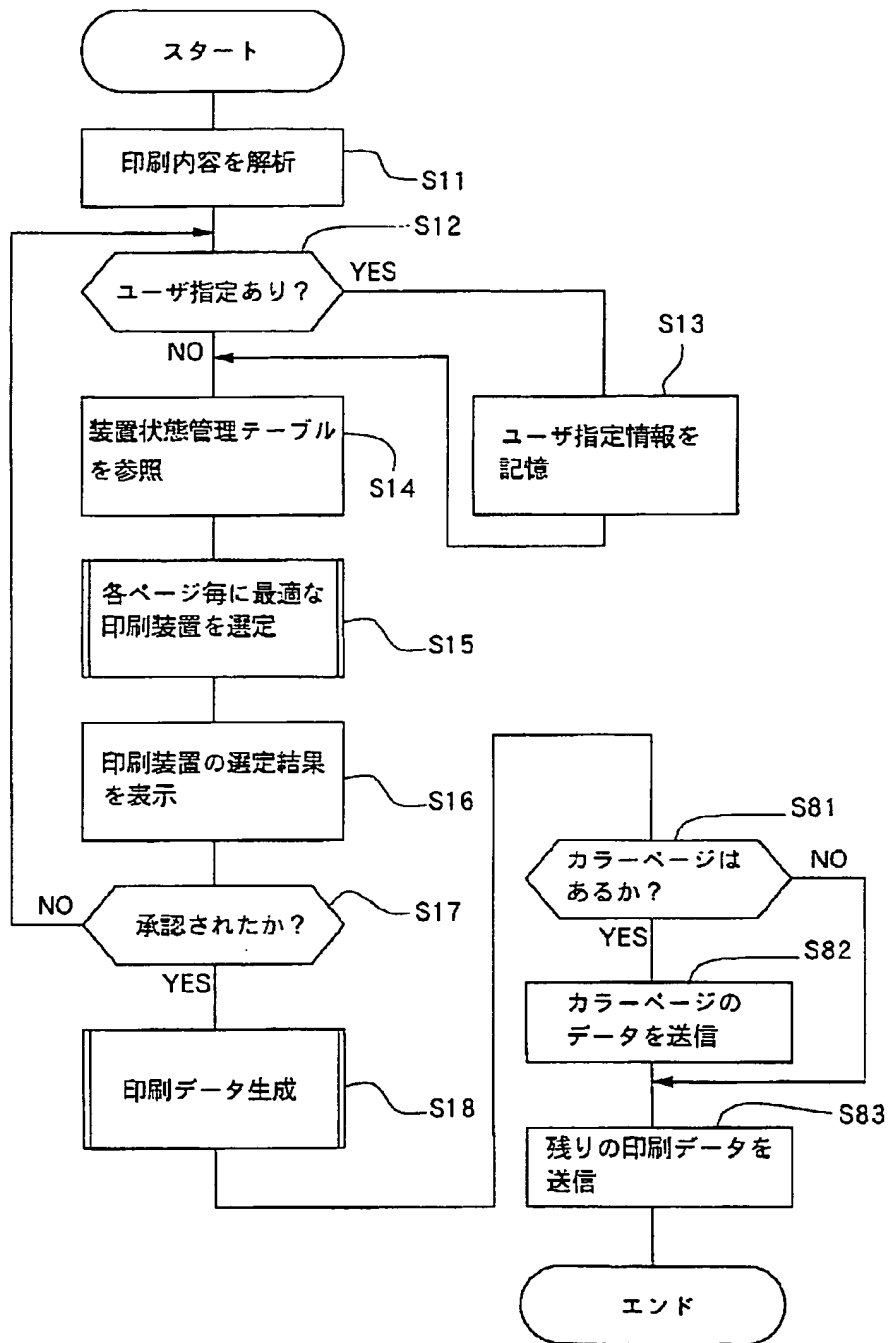 スタート
印刷内容を解析
S11
S12
ユーザ指定あり?
YES
NO
S13
ユーザ指定情報を
記憶
装置状態管理テーブル
を参照
S14
各ページ毎に最適な
印刷装置を選定
S15
印刷装置の選定結果
を表示
S16
承認されたか?
NO
S17
YES
印刷データ生成
S18
S81
カラーページは
あるか?
NO
YES
S82
カラーページの
データを送信
S83
残りの印刷データを
送信
エンド